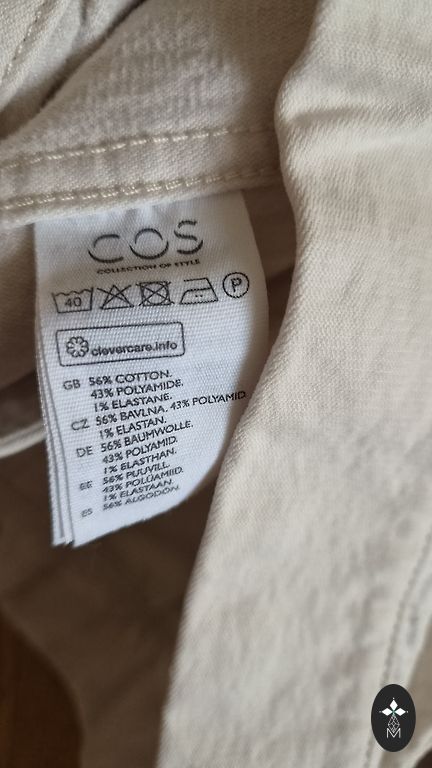 COS
COLLECTION OF STYLE
40 P
clevercare.info
GB 56% COTTON.
43% POLYAMIDE.
1% ELASTANE.
CZ 56% BAVLNA. 43% POLYAMID.
1% ELASTAN.
DE 56% BAUMWOLLE.
43% POLYAMID.
1% ELASTHAN.
EE 56% PUUVILL.
43% POLÜAMIID.
1% ELASTAAN.
ES 56% ALGODÓN.
M